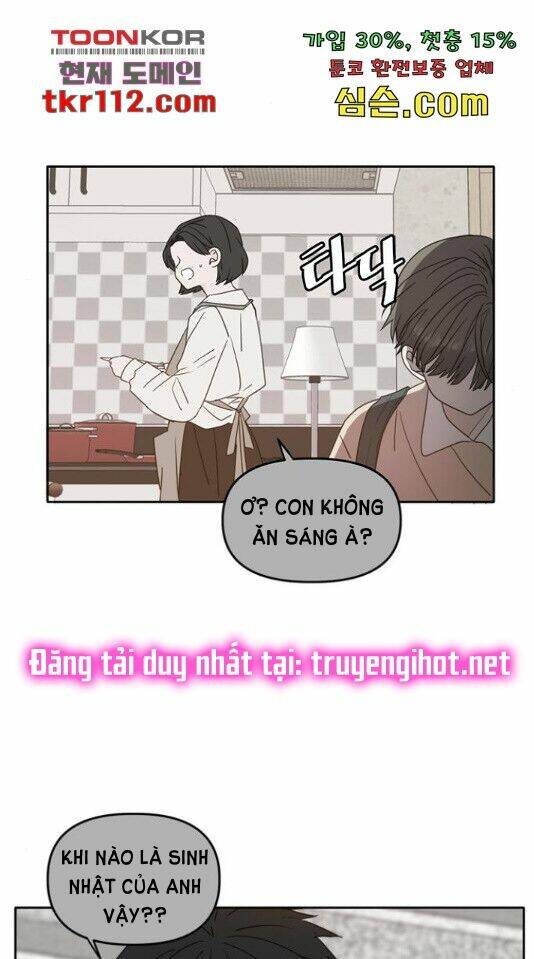 TOONKOR
현재 도메인
tkr112.com
가입 30%, 첫충 15%
툰코 환전보증 업체
심슨.com
타닥
Ơ? CON KHÔNG
ĂN SÁNG À?
Đăng tải duy nhất tại: truyengihot.net
KHI NÀO LÀ SINH
NHẬT CỦA ANH
VẬY??